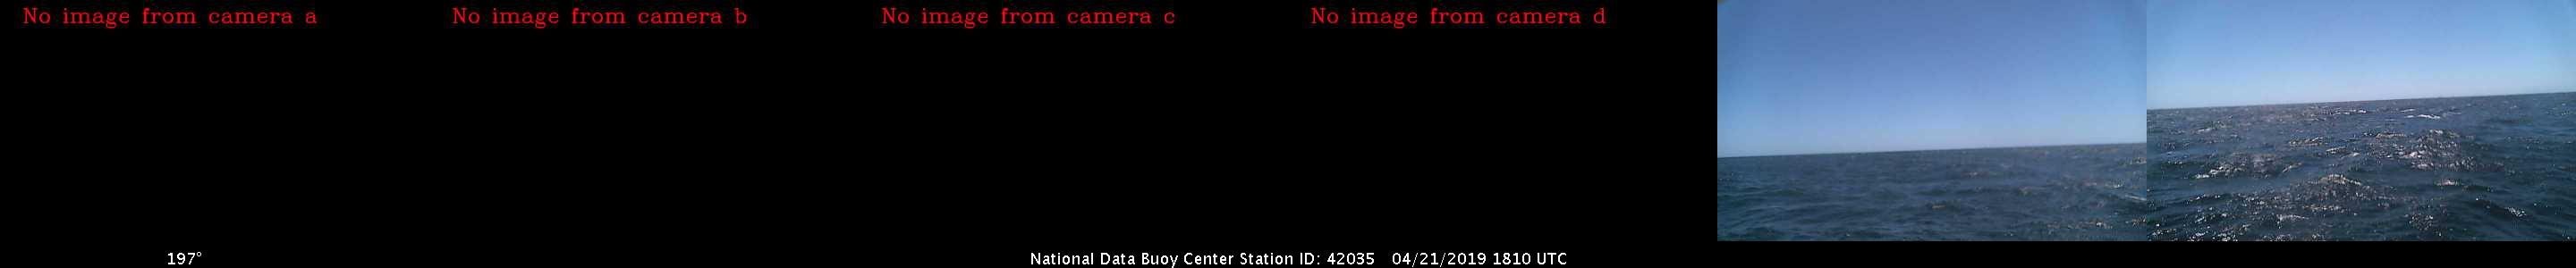 No image from camera a
No image from camera b
No image from camera c
No image from camera d
197°
National Data Buoy Center Station ID: 42035 04/21/2019 1810 UTC